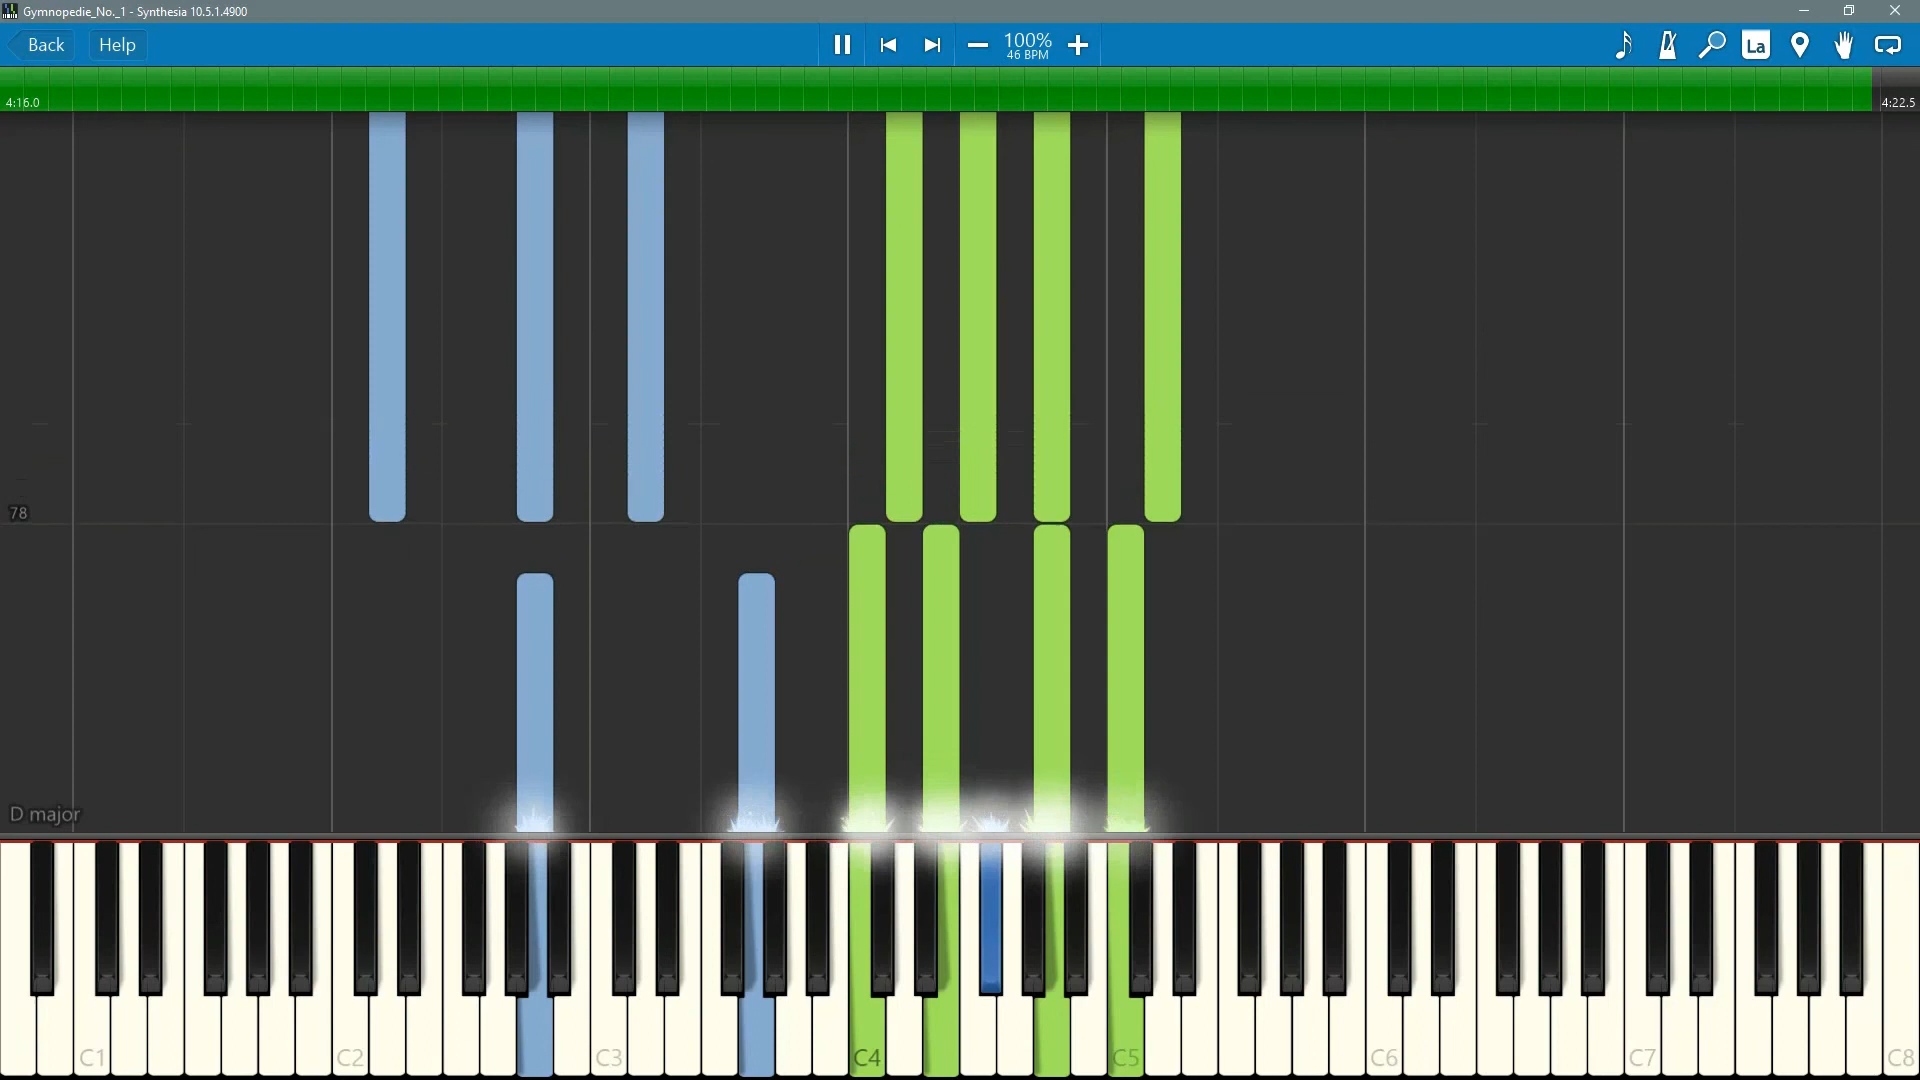 Gymnopedie_No._1 - Synthesia 10.5.1.4900
Back
Help
100%
46 BPM
La
4:16.0
4:22.5
78
D major
C1
C2
C3
C4
C5
C6
C7
C8